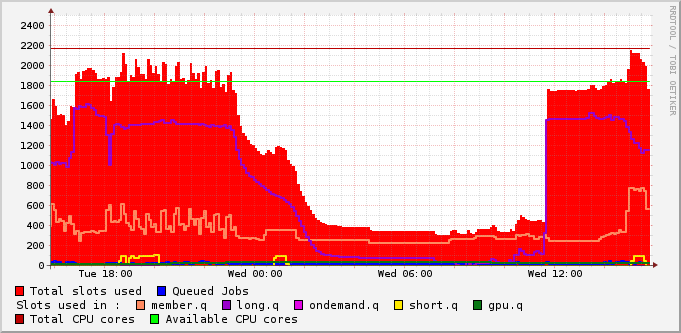 2400
2200
2000
1800
1600
1400
1200
1000
800
600
400
200
0
Tue 18:00 Wed 00:00 Wed 06:00 Wed 12:00
Total slots used Queued Jobs
Slots used in : member.q long.q ondemand.q short.q gpu.q
Total CPU cores Available CPU cores
RRDTOOL / TOBI OETIKER